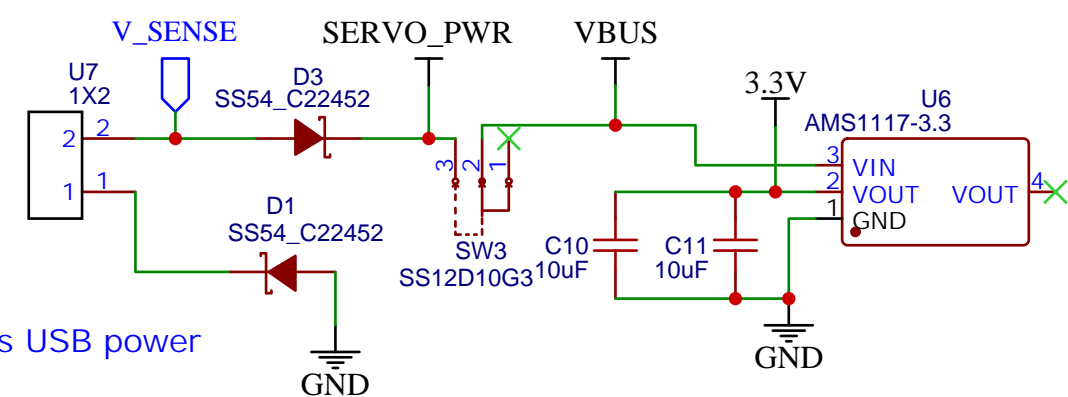 V_SENSE
SERVO_PWR
VBUS
3.3V
U7
1X2
2
2
1
1
D3
SS54_C22452
D1
SS54_C22452
3
2
1
SW3
SS12D10G3
C10
10uF
C11
10uF
U6
AMS1117-3.3
3
VIN
2
VOUT
VOUT
4
1
GND
s USB power
GND
GND